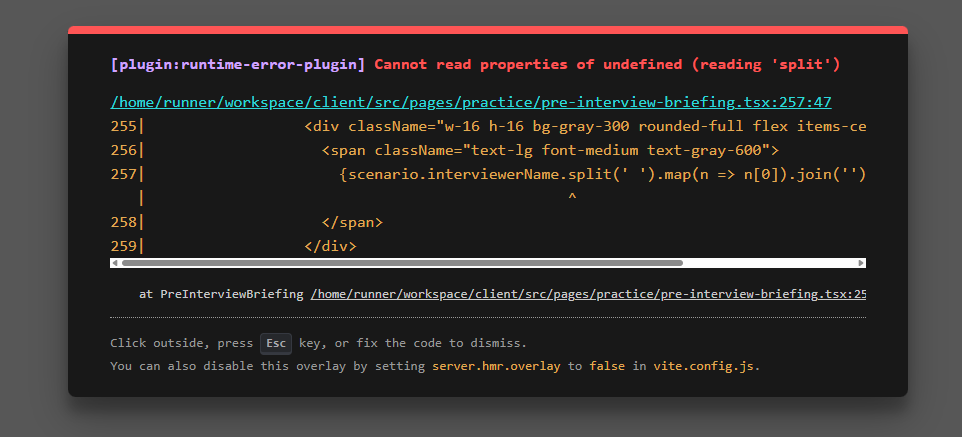 [plugin:runtime-error-plugin] Cannot read properties of undefined (reading 'split')
/home/runner/workspace/client/src/pages/practice/pre-interview-briefing.tsx:257:47
255|                   <div className="w-16 h-16 bg-gray-300 rounded-full flex items-ce
256|                     <span className="text-lg font-medium text-gray-600">
257|                       {scenario.interviewerName.split(' ').map(n => n[0]).join('')
   |                                                  ^
258|                     </span>
259|                   </div>
at PreInterviewBriefing /home/runner/workspace/client/src/pages/practice/pre-interview-briefing.tsx:25
Click outside, press Esc key, or fix the code to dismiss.
You can also disable this overlay by setting server.hmr.overlay to false in vite.config.js.